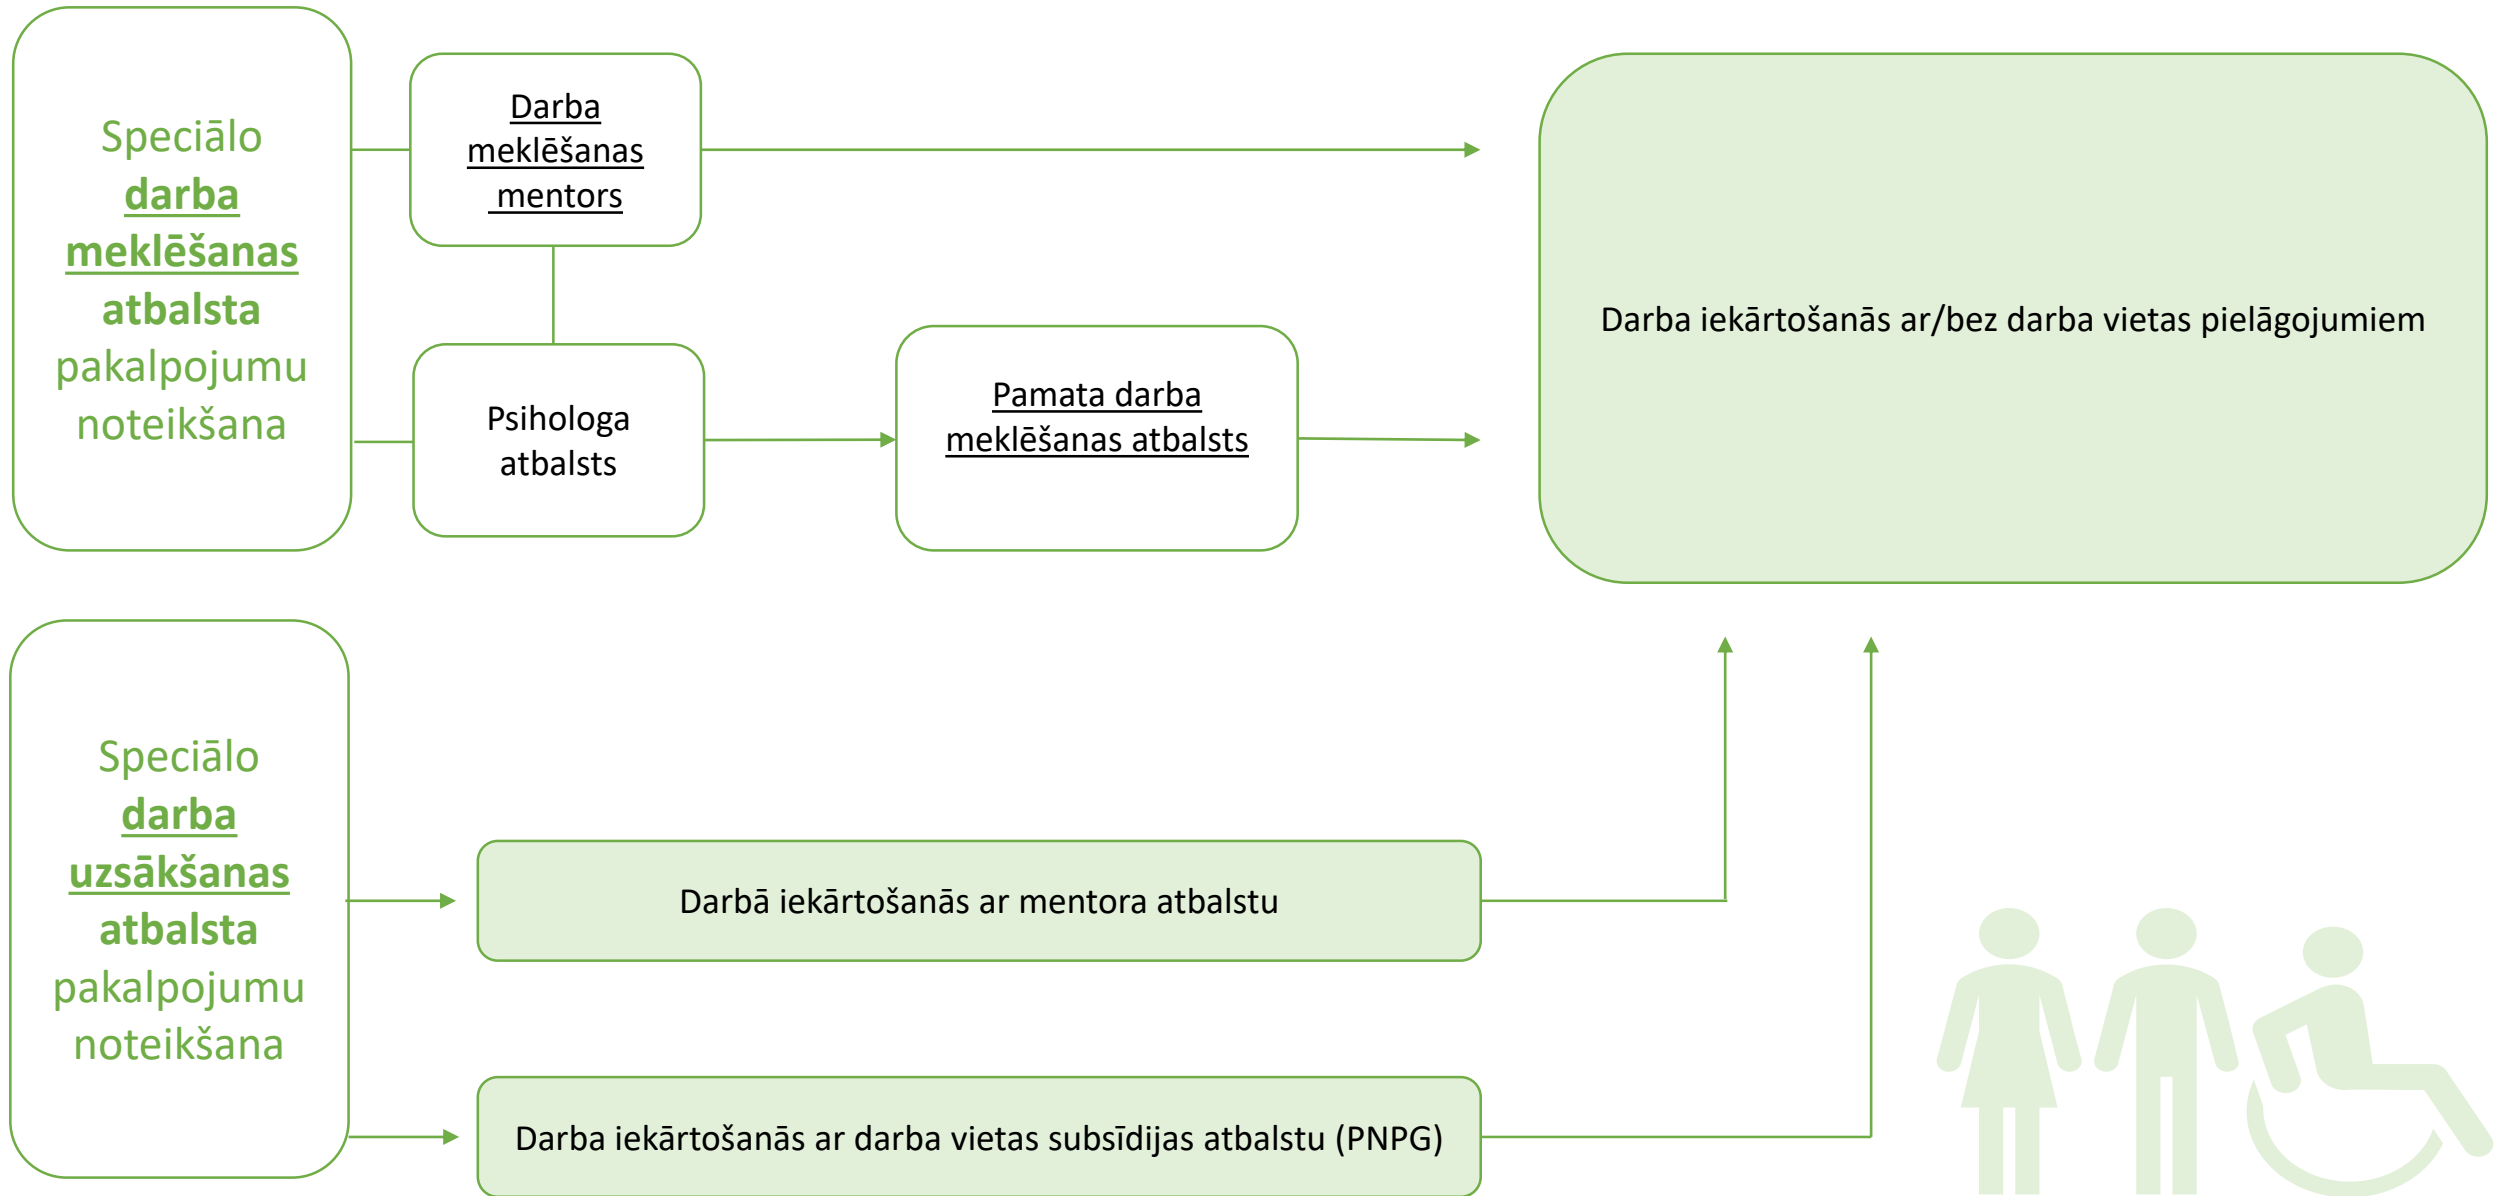 Speciālo
darba
meklēšanas
atbalsta
pakalpojumu
noteikšana
Darba
meklēšanas
mentors
Psihologa
atbalsts
Pamata darba
meklēšanas atbalsts
Darba iekārtošanās ar/bez darba vietas pielāgojumiem
Speciālo
darba
uzsākšanas
atbalsta
pakalpojumu
noteikšana
Darbā iekārtošanās ar mentora atbalstu
Darba iekārtošanās ar darba vietas subsīdijas atbalstu (PNPG)